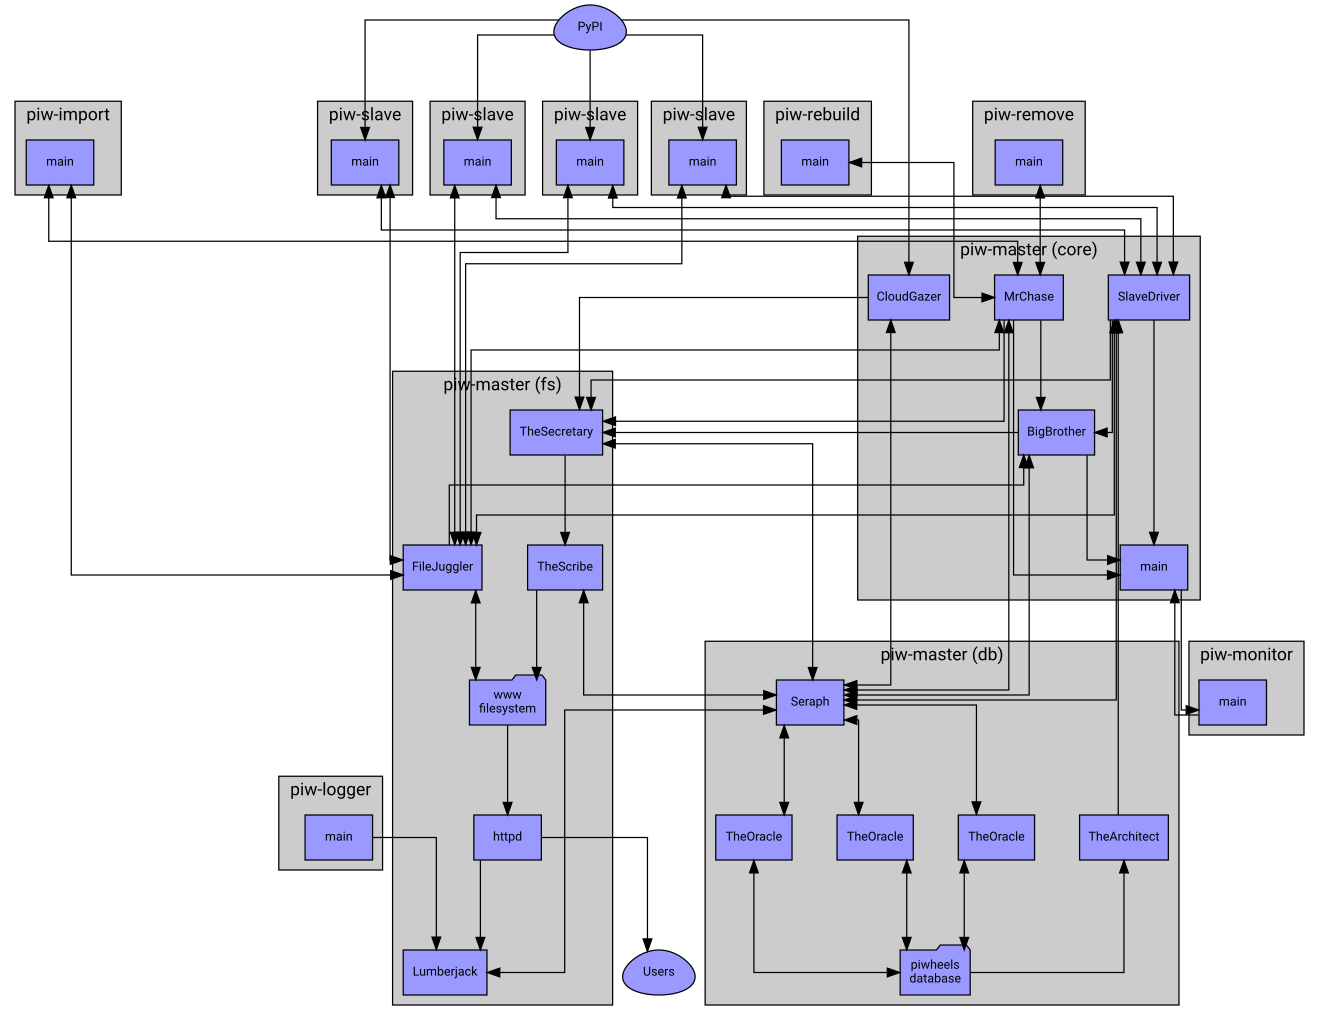 PyPI
piw-import
piw-slave
piw-slave
piw-slave
piw-slave
piw-rebuild
piw-remove
main
main
main
main
main
main
main
piw-master (core)
CloudGazer
MrChase
SlaveDriver
piw-master (fs)
TheSecretary
BigBrother
FileJuggler
TheScribe
main
piw-master (db)
piw-monitor
www
filesystem
Seraph
main
piw-logger
main
httpd
TheOracle
TheOracle
TheOracle
TheArchitect
Lumberjack
Users
piwheels
database